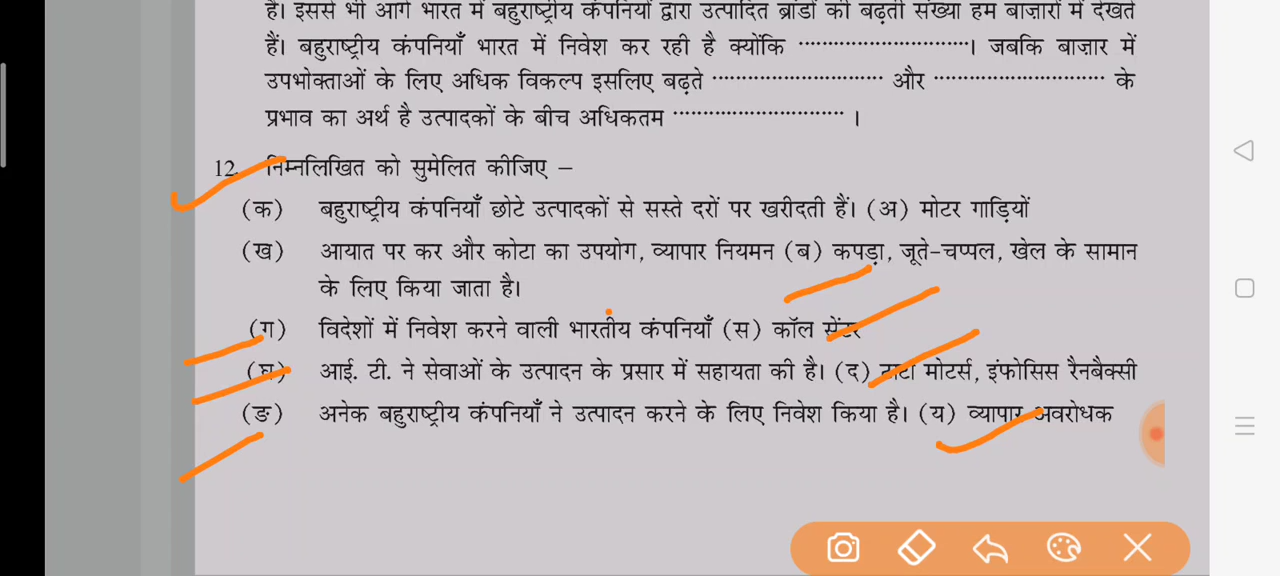 है। इससे भी आगे भारत में बहुराष्ट्रीय कंपनियों द्वारा उत्पादित ब्रांडों की बढ़ती संख्या हम बाज़ारों में देखते
हैं। बहुराष्ट्रीय कंपनियाँ भारत में निवेश कर रही है क्योंकि ............................। जबकि बाज़ार में
उपभोक्ताओं के लिए अधिक विकल्प इसलिए बढ़ते ............................ और ............................ के
प्रभाव का अर्थ है उत्पादकों के बीच अधिकतम ............................ ।
12. निम्नलिखित को सुमेलित कीजिए –
(क) बहुराष्ट्रीय कंपनियाँ छोटे उत्पादकों से सस्ते दरों पर खरीदती हैं। (अ) मोटर गाड़ियों
(ख) आयात पर कर और कोटा का उपयोग, व्यापार नियमन (ब) कपड़ा, जूते-चप्पल, खेल के सामान
के लिए किया जाता है।
(ग) विदेशों में निवेश करने वाली भारतीय कंपनियाँ (स) कॉल सेंटर
(घ) आई. टी. ने सेवाओं के उत्पादन के प्रसार में सहायता की है। (द) टाटा मोटर्स, इंफोसिस रैनबैक्सी
(ङ) अनेक बहुराष्ट्रीय कंपनियाँ ने उत्पादन करने के लिए निवेश किया है। (य) व्यापार अवरोधक